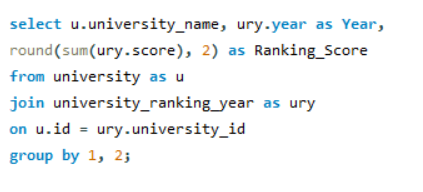 select u.university_name, ury.year as Year,
round(sum(ury.score), 2) as Ranking_Score
from university as u
join university_ranking_year as ury
on u.id = ury.university_id
group by 1, 2;